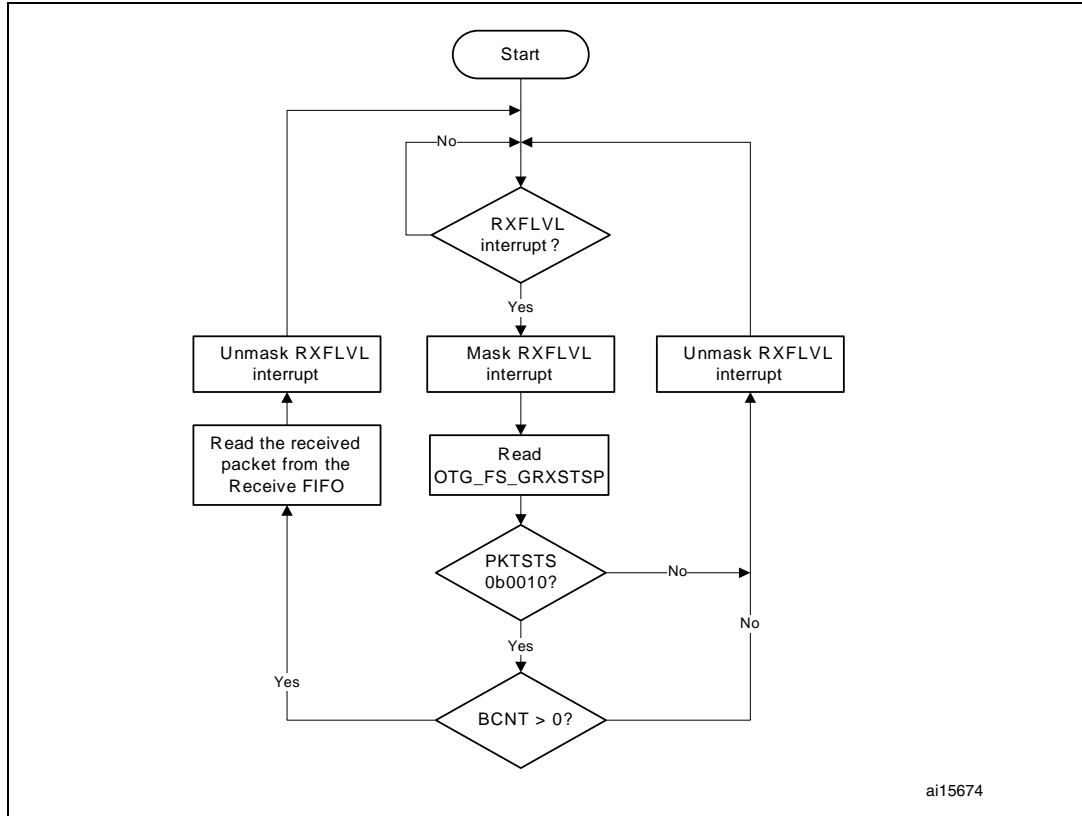 Start
No
RXFLVL
interrupt ?
Yes
Unmask RXFLVL
interrupt
Mask RXFLVL
interrupt
Unmask RXFLVL
interrupt
Read the received
packet from the
Receive FIFO
Read
OTG_FS_GRXSTSP
PKTSTS
0b0010?
No
No
Yes
Yes
BCNT > 0?
ai15674